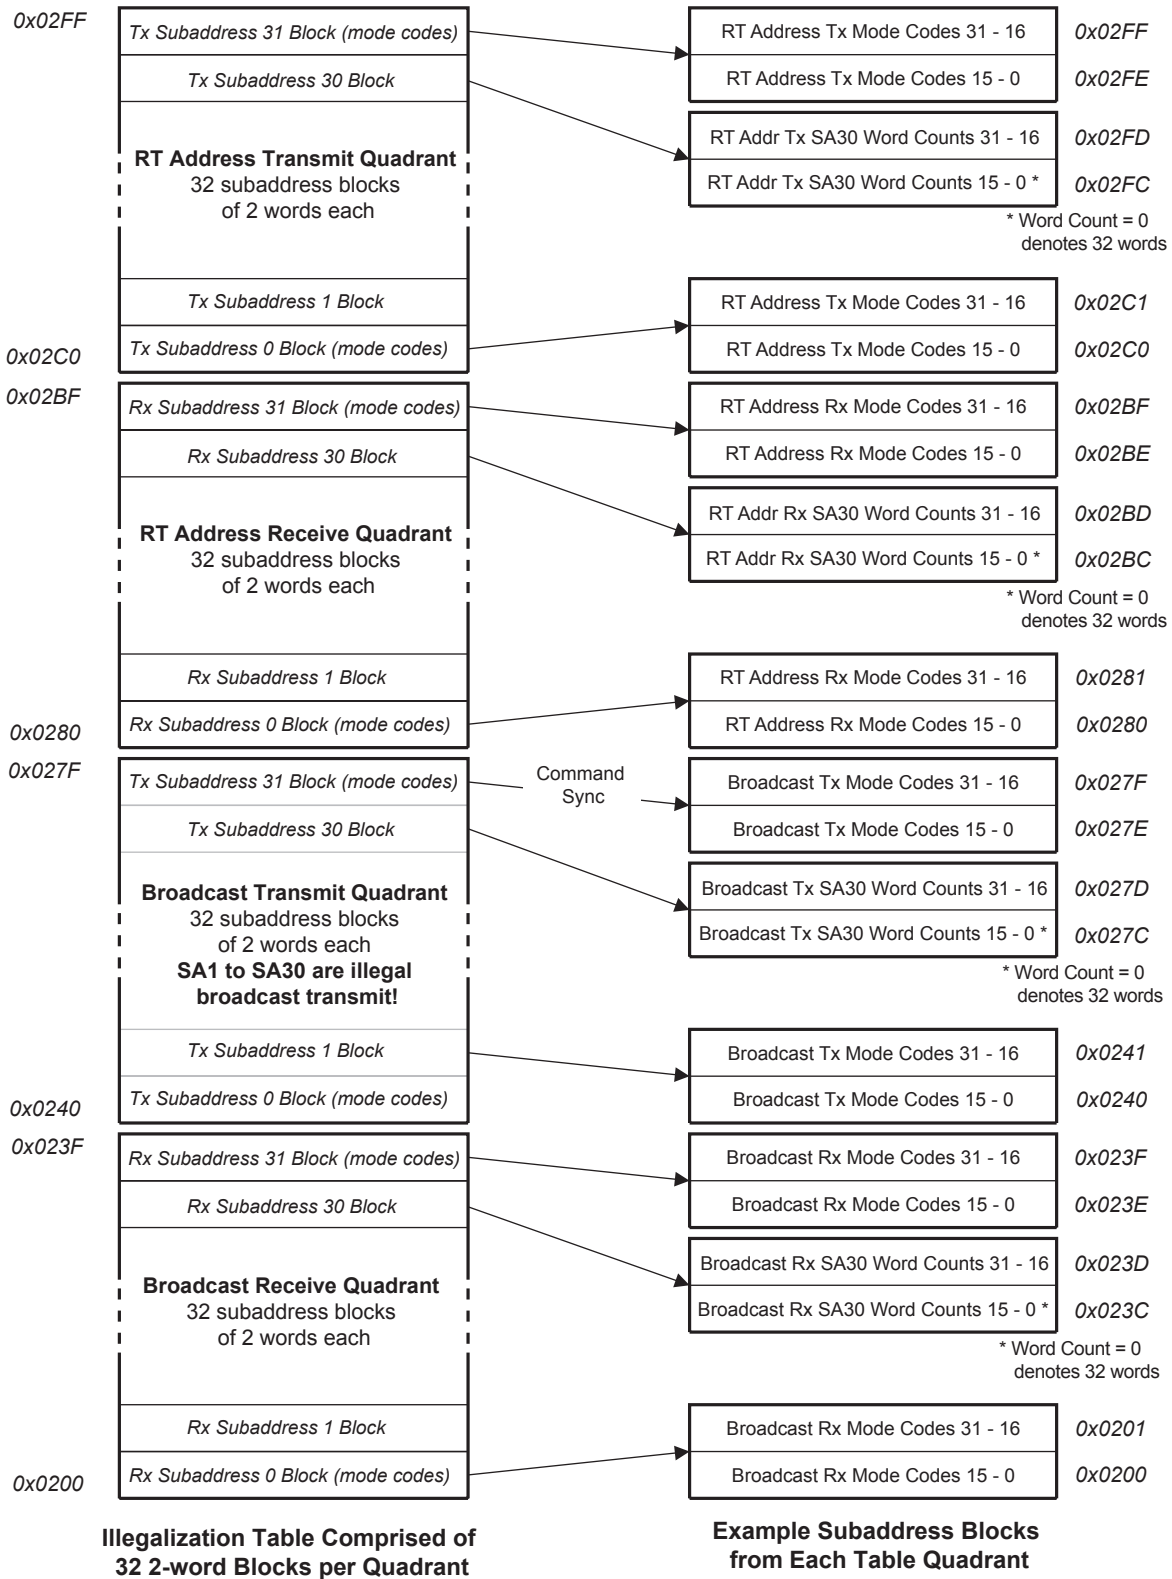 0x02FF
Tx Subaddress 31 Block (mode codes)
Tx Subaddress 30 Block
RT Address Transmit Quadrant
32 subaddress blocks
of 2 words each
Tx Subaddress 1 Block
Tx Subaddress 0 Block (mode codes)
0x02C0
RT Address Tx Mode Codes 31 - 16
0x02FF
RT Address Tx Mode Codes 15 - 0
0x02FE
RT Addr Tx SA30 Word Counts 31 - 16
0x02FD
RT Addr Tx SA30 Word Counts 15 - 0 *
0x02FC
* Word Count = 0
denotes 32 words
RT Address Tx Mode Codes 31 - 16
0x02C1
RT Address Tx Mode Codes 15 - 0
0x02C0
0x02BF
Rx Subaddress 31 Block (mode codes)
Rx Subaddress 30 Block
RT Address Receive Quadrant
32 subaddress blocks
of 2 words each
Rx Subaddress 1 Block
Rx Subaddress 0 Block (mode codes)
0x0280
RT Address Rx Mode Codes 31 - 16
0x02BF
RT Address Rx Mode Codes 15 - 0
0x02BE
RT Addr Rx SA30 Word Counts 31 - 16
0x02BD
RT Addr Rx SA30 Word Counts 15 - 0 *
0x02BC
* Word Count = 0
denotes 32 words
RT Address Rx Mode Codes 31 - 16
0x0281
RT Address Rx Mode Codes 15 - 0
0x0280
0x027F
Tx Subaddress 31 Block (mode codes)
Tx Subaddress 30 Block
Broadcast Transmit Quadrant
32 subaddress blocks
of 2 words each
SA1 to SA30 are illegal
broadcast transmit!
Tx Subaddress 1 Block
Tx Subaddress 0 Block (mode codes)
0x0240
Command
Sync
Broadcast Tx Mode Codes 31 - 16
0x027F
Broadcast Tx Mode Codes 15 - 0
0x027E
Broadcast Tx SA30 Word Counts 31 - 16
0x027D
Broadcast Tx SA30 Word Counts 15 - 0 *
0x027C
* Word Count = 0
denotes 32 words
Broadcast Tx Mode Codes 31 - 16
0x0241
Broadcast Tx Mode Codes 15 - 0
0x0240
0x023F
Rx Subaddress 31 Block (mode codes)
Rx Subaddress 30 Block
Broadcast Receive Quadrant
32 subaddress blocks
of 2 words each
Rx Subaddress 1 Block
Rx Subaddress 0 Block (mode codes)
0x0200
Broadcast Rx Mode Codes 31 - 16
0x023F
Broadcast Rx Mode Codes 15 - 0
0x023E
Broadcast Rx SA30 Word Counts 31 - 16
0x023D
Broadcast Rx SA30 Word Counts 15 - 0 *
0x023C
* Word Count = 0
denotes 32 words
Broadcast Rx Mode Codes 31 - 16
0x0201
Broadcast Rx Mode Codes 15 - 0
0x0200
Illegalization Table Comprised of
32 2-word Blocks per Quadrant
Example Subaddress Blocks
from Each Table Quadrant